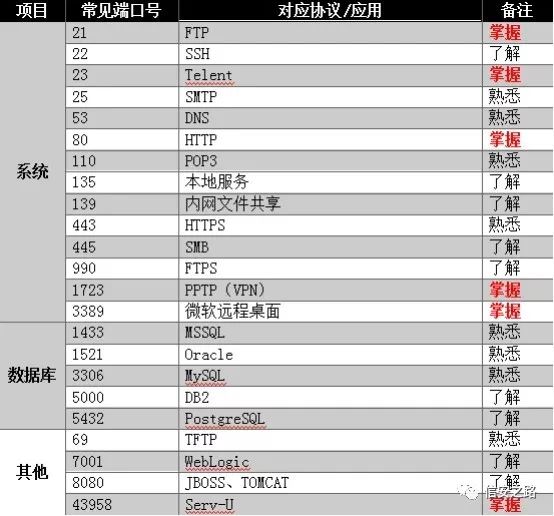 项目 常见端口号 对应协议/应用 备注
系统
21 FTP 掌握
22 SSH 了解
23 Telent 掌握
25 SMTP 熟悉
53 DNS 熟悉
80 HTTP 掌握
110 POP3 熟悉
135 本地服务 了解
139 内网文件共享 了解
443 HTTPS 熟悉
445 SMB 了解
990 FTPS 了解
1723 PPTP（VPN） 掌握
3389 微软远程桌面 掌握
数据库
1433 MSSQL 熟悉
1521 Oracle 熟悉
3306 MySQL 熟悉
5000 DB2 了解
5432 PostgreSQL 了解
其他
69 TFTP 熟悉
7001 WebLogic 了解
8080 JBOSS、TOMCAT 了解
43958 Serv-U 掌握
信安之路